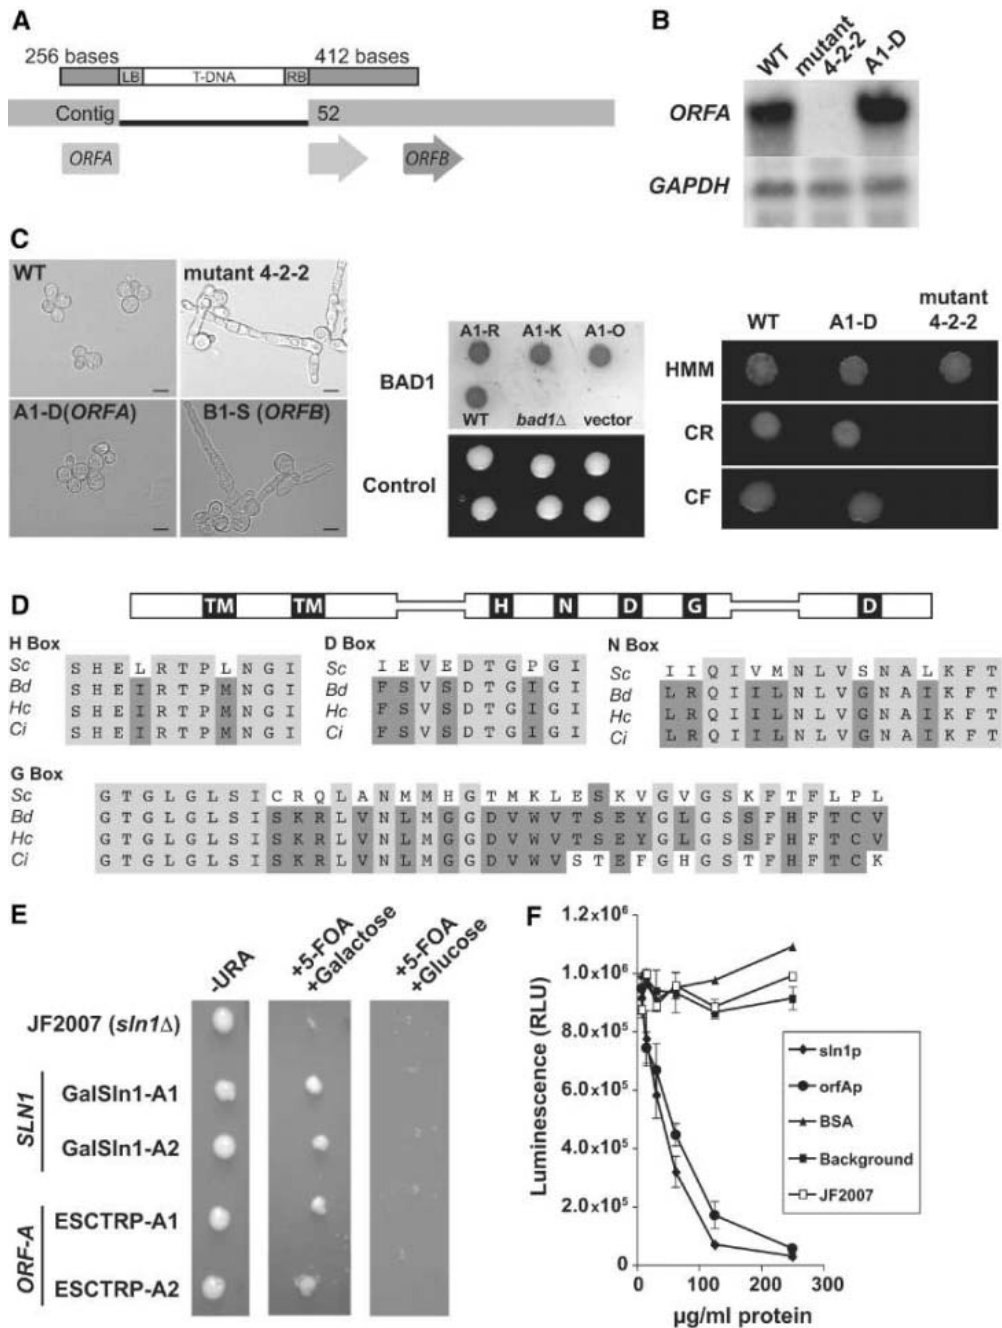 A
256 bases
412 bases
LB
T-DNA
RB
Contig
52
ORFA
ORFB
B
WT
mutant
4-2-2
A1-D
ORFA
GAPDH
C
WT
mutant 4-2-2
A1-D(ORFA)
B1-S (ORFB)
BAD1
A1-R A1-K A1-O
WT bad1Δ vector
Control
WT A1-D mutant 4-2-2
HMM
CR
CF
D
TM TM H N D G D
H Box
Sc S H E L R T P L N G I
Bd S H E I R T P M N G I
Hc S H E I R T P M N G I
Ci S H E I R T P M N G I
D Box
Sc I E V E D T G P G I
Bd F S V S D T G I G I
Hc F S V S D T G I G I
Ci F S V S D T G I G I
N Box
Sc I I Q I V M N L V S N A L K F T
Bd L R Q I I L N L V G N A I K F T
Hc L R Q I I L N L V G N A I K F T
Ci L R Q I I L N L V G N A I K F T
G Box
Sc G T G L G L S I C R Q L A N M M H G T M K L E S K V G V G S K F T F L P L
Bd G T G L G L S I S K R L V N L M G G D V W V T S E Y G L G S S F H F T C V
Hc G T G L G L S I S K R L V N L M G G D V W V T S E Y G L G S S F H F T C V
Ci G T G L G L S I S K R L V N L M G G D V W V S T E F G H G S T F H F T C K
E
-URA
+5-FOA
+Galactose
+5-FOA
+Glucose
JF2007 (sln1Δ)
SLN1
GalSln1-A1
GalSln1-A2
ORF-A
ESCTRP-A1
ESCTRP-A2
F
Luminescence (RLU)
1.2x10⁶
1.0x10⁶
8.0x10⁵
6.0x10⁵
4.0x10⁵
2.0x10⁵
0
0 100 200 300
µg/ml protein
sln1p
orfAp
BSA
Background
JF2007